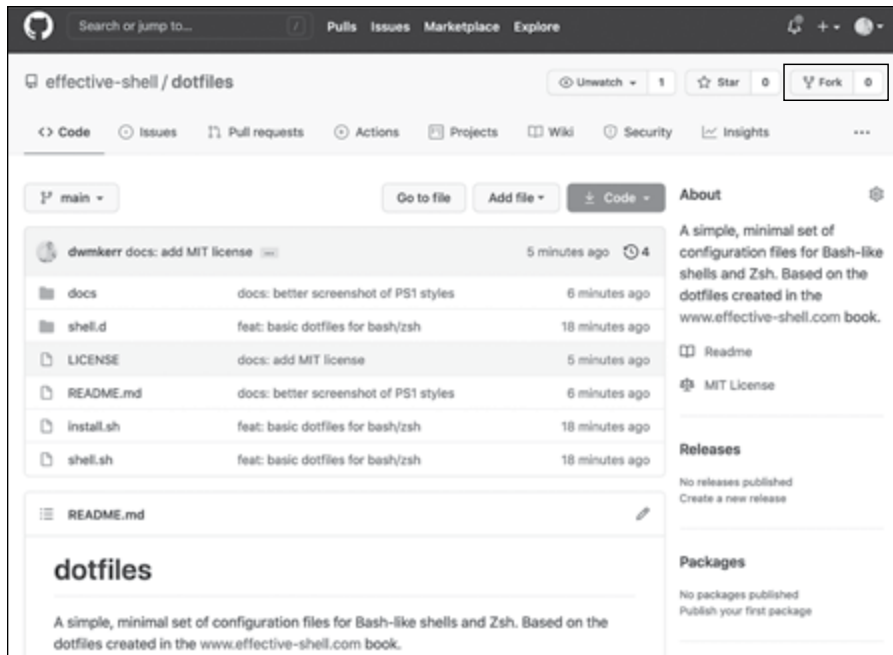 Search or jump to... /
Pulls Issues Marketplace Explore
effective-shell / dotfiles
Unwatch 1 Star 0 Fork 0
<> Code Issues Pull requests Actions Projects Wiki Security Insights ...
main Go to file Add file Code
dwmkerr docs: add MIT license ... 5 minutes ago 4
docs docs: better screenshot of PS1 styles 6 minutes ago
shell.d feat: basic dotfiles for bash/zsh 18 minutes ago
LICENSE docs: add MIT license 5 minutes ago
README.md docs: better screenshot of PS1 styles 6 minutes ago
install.sh feat: basic dotfiles for bash/zsh 18 minutes ago
shell.sh feat: basic dotfiles for bash/zsh 18 minutes ago
README.md
dotfiles
A simple, minimal set of configuration files for Bash-like shells and Zsh. Based on the
dotfiles created in the www.effective-shell.com book.
About
A simple, minimal set of
configuration files for Bash-like
shells and Zsh. Based on the
dotfiles created in the
www.effective-shell.com book.
Readme
MIT License
Releases
No releases published
Create a new release
Packages
No packages published
Publish your first package